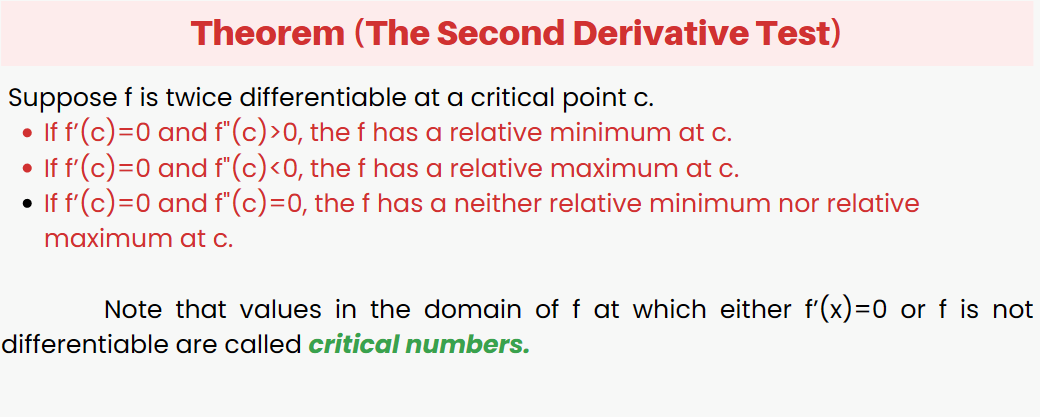 Theorem (The Second Derivative Test)
Suppose f is twice differentiable at a critical point c.
• If f’(c)=0 and f"(c)>0, the f has a relative minimum at c.
• If f’(c)=0 and f"(c)<0, the f has a relative maximum at c.
• If f’(c)=0 and f"(c)=0, the f has a neither relative minimum nor relative
maximum at c.
Note that values in the domain of f at which either f’(x)=0 or f is not
differentiable are called critical numbers.